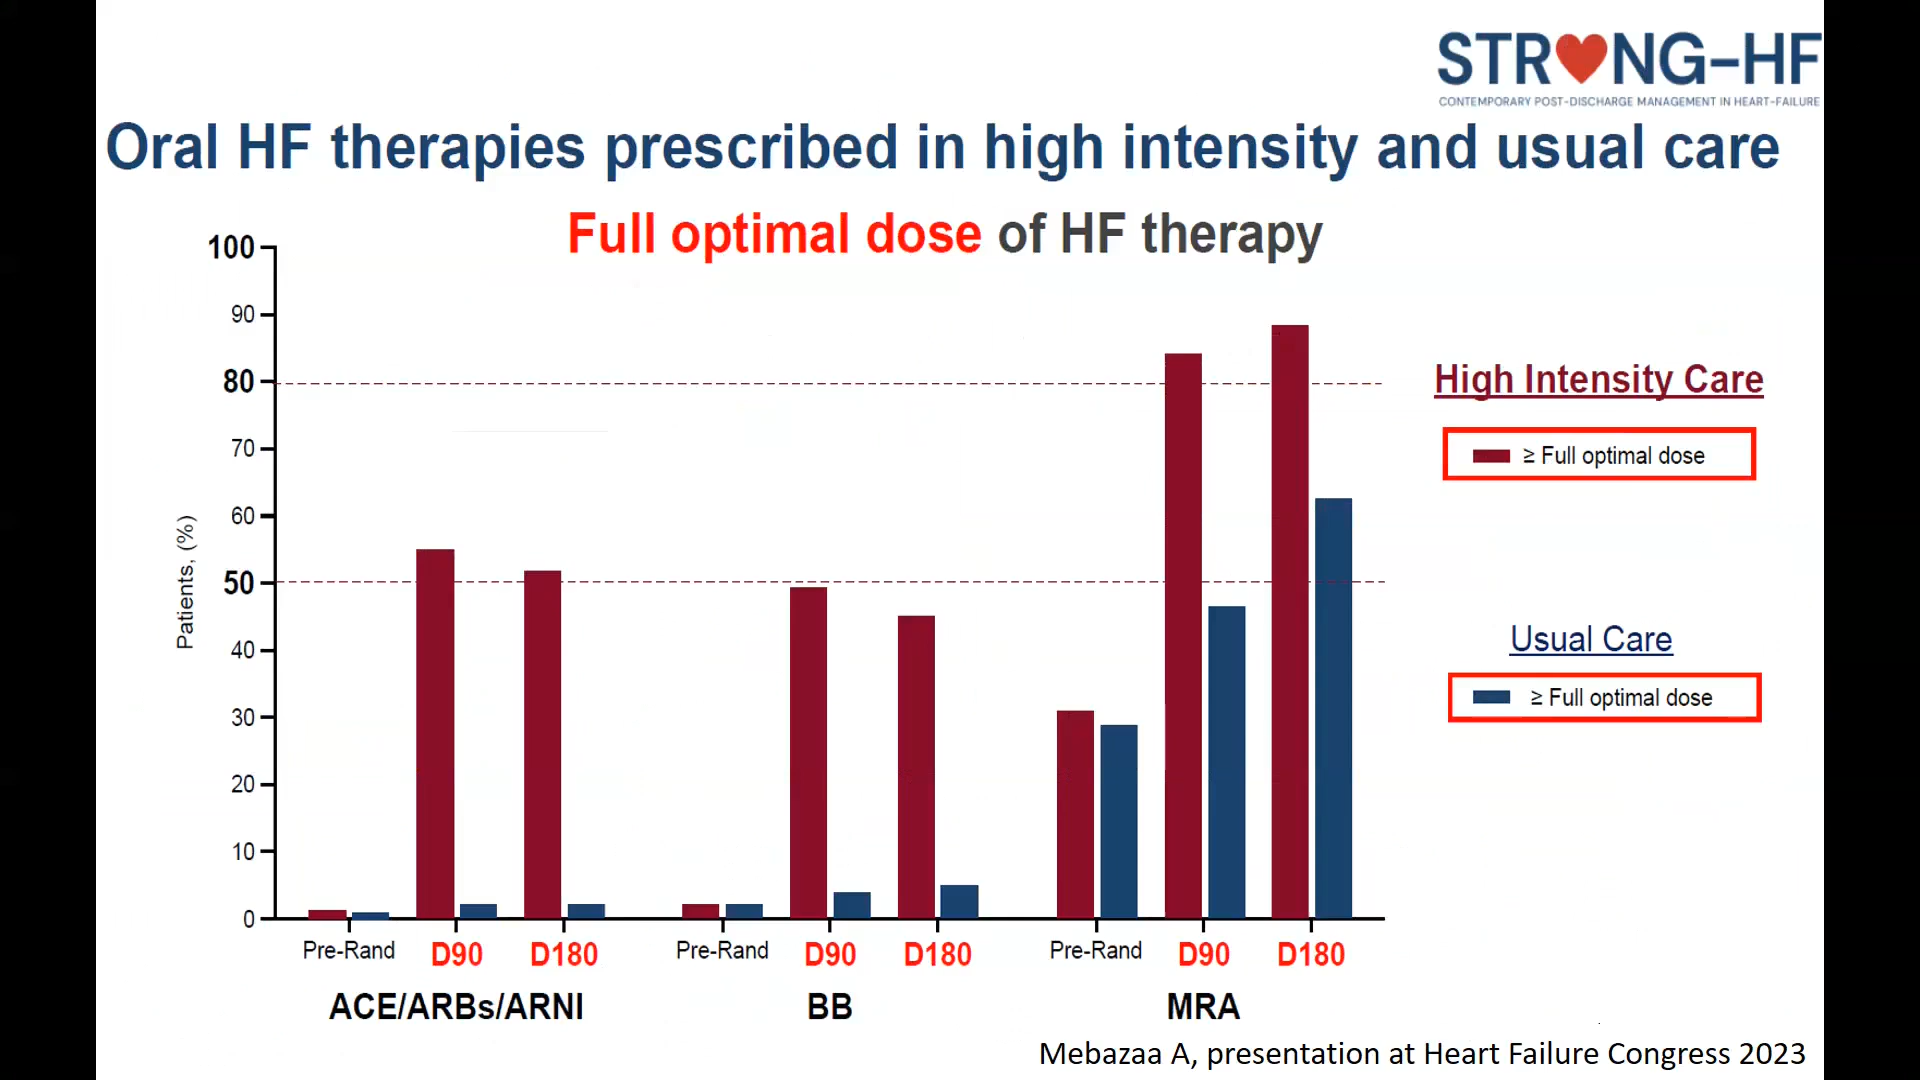 STRONG-HF
CONTEMPORARY POST-DISCHARGE MANAGEMENT IN HEART-FAILURE
Oral HF therapies prescribed in high intensity and usual care
Full optimal dose of HF therapy
Patients, (%)
100
90
80
70
60
50
40
30
20
10
0
Pre-Rand D90 D180 Pre-Rand D90 D180 Pre-Rand D90 D180
ACE/ARBs/ARNI BB MRA
High Intensity Care
≥ Full optimal dose
Usual Care
≥ Full optimal dose
Mebazaa A, presentation at Heart Failure Congress 2023